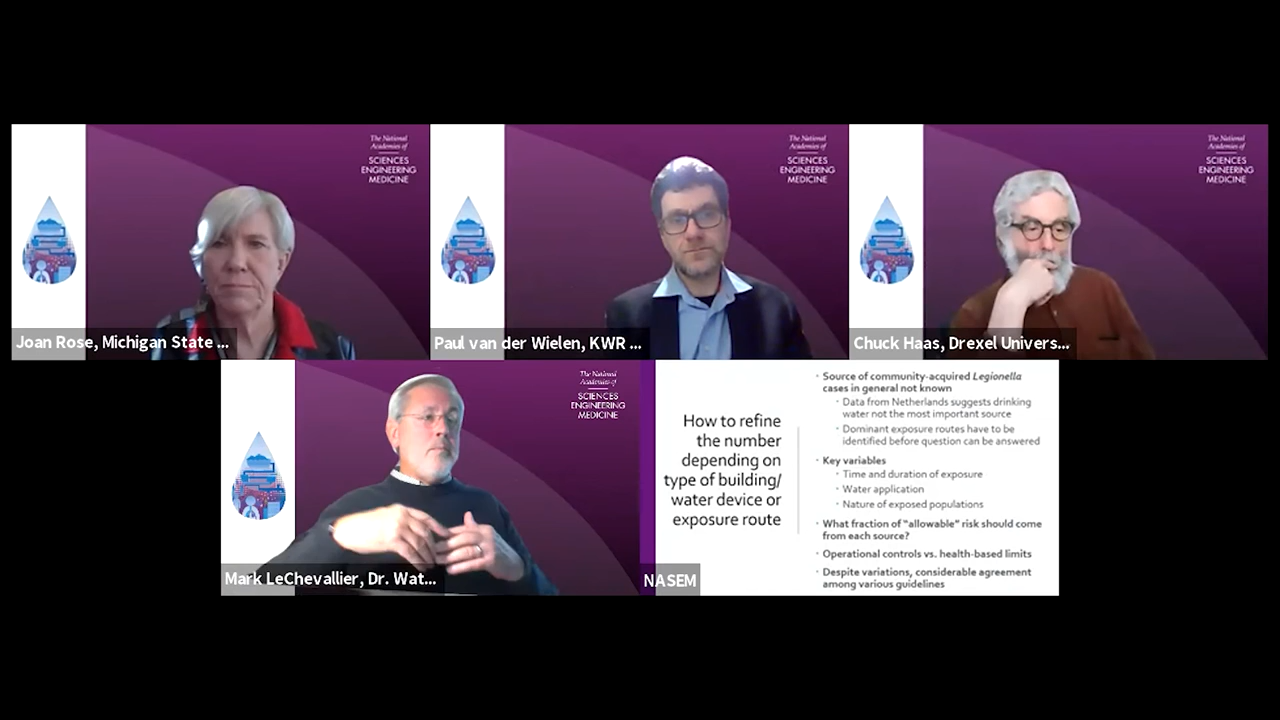 The National
Academies of
SCIENCES
ENGINEERING
MEDICINE
Joan Rose, Michigan State ...
The National
Academies of
SCIENCES
ENGINEERING
MEDICINE
Paul van der Wielen, KWR ...
The National
Academies of
SCIENCES
ENGINEERING
MEDICINE
Chuck Haas, Drexel Univers...
The National
Academies of
SCIENCES
ENGINEERING
MEDICINE
Mark LeChevallier, Dr. Wat...
How to refine
the number
depending on
type of building/
water device or
exposure route
• Source of community-acquired Legionella
cases in general not known
• Data from Netherlands suggests drinking
water not the most important source
• Dominant exposure routes have to be
identified before question can be answered
• Key variables
• Time and duration of exposure
• Water application
• Nature of exposed populations
• What fraction of “allowable” risk should come
from each source?
• Operational controls vs. health-based limits
• Despite variations, considerable agreement
among various guidelines
NASEM